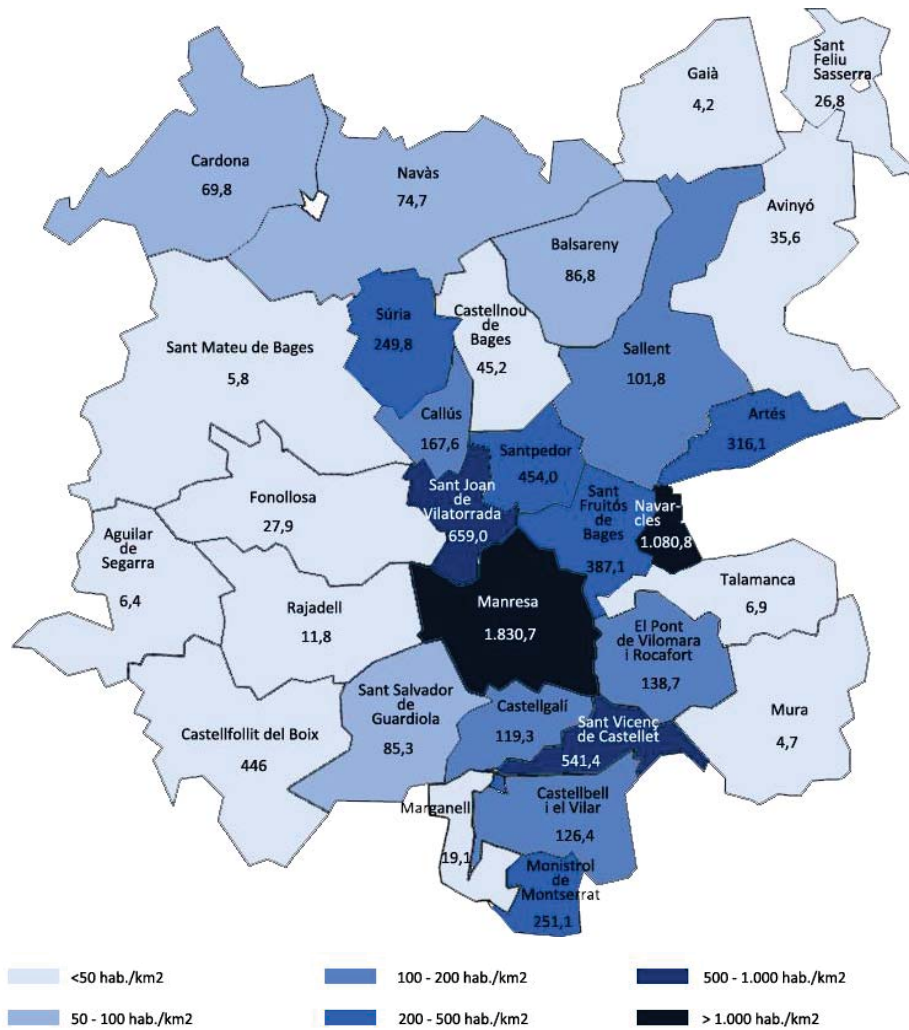 Sant
Feliu
Sasserra
26,8
Gaià
4,2
Cardona
69,8
Navàs
74,7
Avinyó
35,6
Balsareny
86,8
Súria
249,8
Castellnou
de
Bages
45,2
Sant Mateu de Bages
5,8
Sallent
101,8
Callús
167,6
Artés
316,1
Santpedor
454,0
Sant Joan
de
Vilatorrada
659,0
Sant
Fruitós
de
Bages
387,1
Navar-
cles
1.080,8
Fonollosa
27,9
Aguilar
de
Segarra
6,4
Talamanca
6,9
Rajadell
11,8
Manresa
1.830,7
El Pont
de Vilomara
i Rocafort
138,7
Sant Salvador
de
Guardiola
85,3
Castellgalí
119,3
Sant Vicenç
de Castellet
541,4
Mura
4,7
Castellfollit del Boix
446
Marganell
19,1
Castellbell
i el Vilar
126,4
Monistrol
de
Montserrat
251,1
<50 hab./km2
100 - 200 hab./km2
500 - 1.000 hab./km2
50 - 100 hab./km2
200 - 500 hab./km2
> 1.000 hab./km2